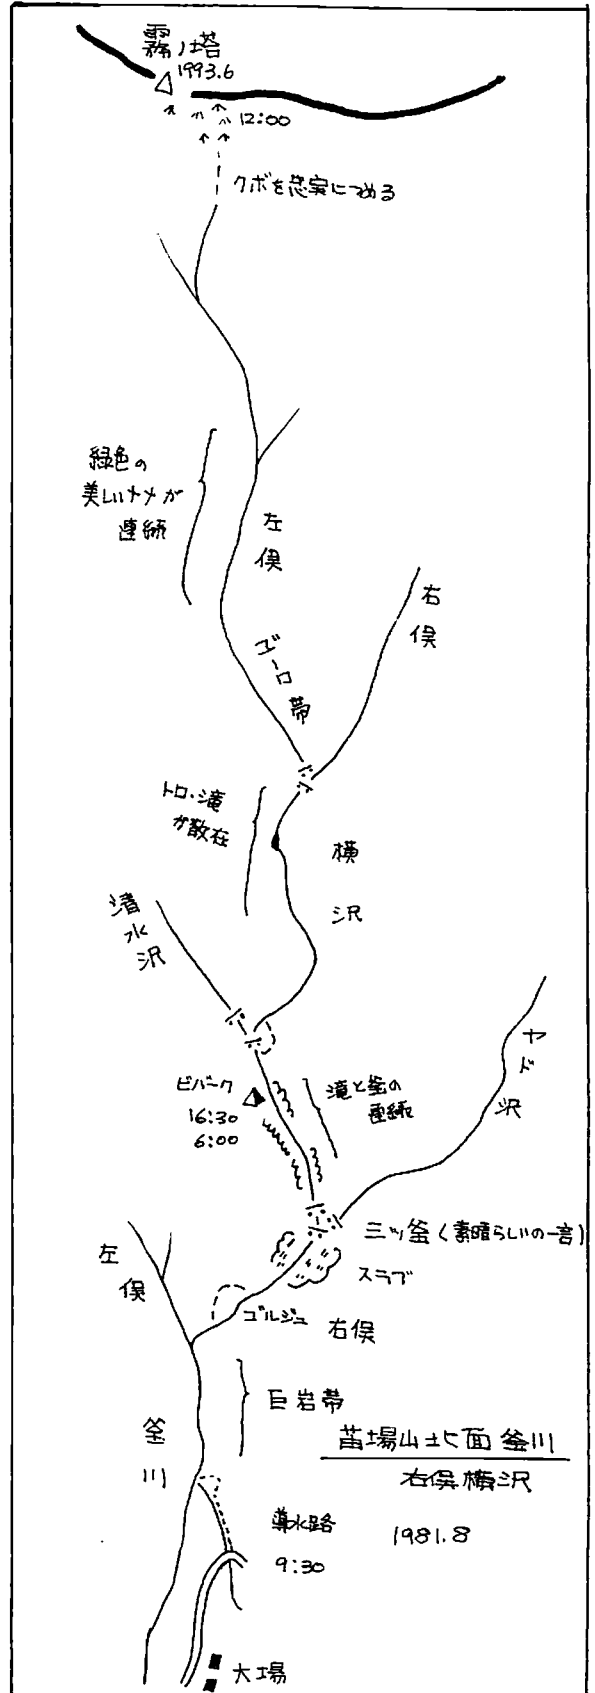 霧ノ塔
1993.6
12:00
クボを忠実につめる
緑色の
美しいナメが
連続
左俣
右俣
ゴーロ帯
トロ・滝
が散在
横沢
清水沢
ヤド沢
ビバーク
16:30
6:00
滝と釜の
連続
三ツ釜(素晴らしいの一言)
スラブ
左俣
ゴルジュ
右俣
巨岩帯
釜川
苗場山北面 釜川
右俣横沢
1981.8
導水路
9:30
大場